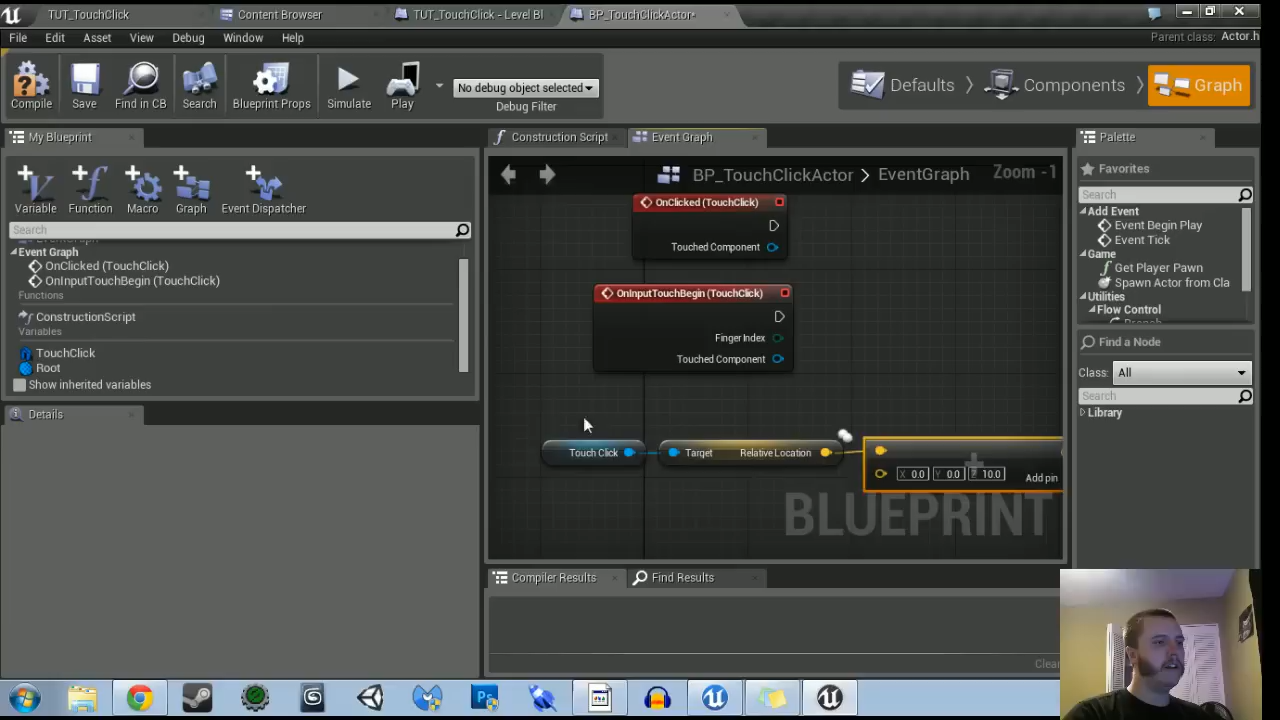 TUT_TouchClick
Content Browser
TUT_TouchClick - Level Bl
BP_TouchClickActor*
File Edit Asset View Debug Window Help
Parent class: Actor.h
Compile
Save
Find in CB
Search
Blueprint Props
Simulate
Play
No debug object selected
Debug Filter
Defaults
Components
Graph
My Blueprint
Variable
Function
Macro
Graph
Event Dispatcher
Search
Event Graph
OnClicked (TouchClick)
OnInputTouchBegin (TouchClick)
Functions
ConstructionScript
Variables
TouchClick
Root
Show inherited variables
Details
Construction Script
Event Graph
BP_TouchClickActor > EventGraph
Zoom -1
OnClicked (TouchClick)
Touched Component
OnInputTouchBegin (TouchClick)
Finger Index
Touched Component
Touch Click
Target
Relative Location
X 0.0 Y 0.0 Z 10.0
Add pin
BLUEPRINT
Compiler Results
Find Results
Clear
Palette
Favorites
Search
Add Event
Event Begin Play
Event Tick
Game
Get Player Pawn
Spawn Actor from Cla
Utilities
Flow Control
Find a Node
Class: All
Search
Library